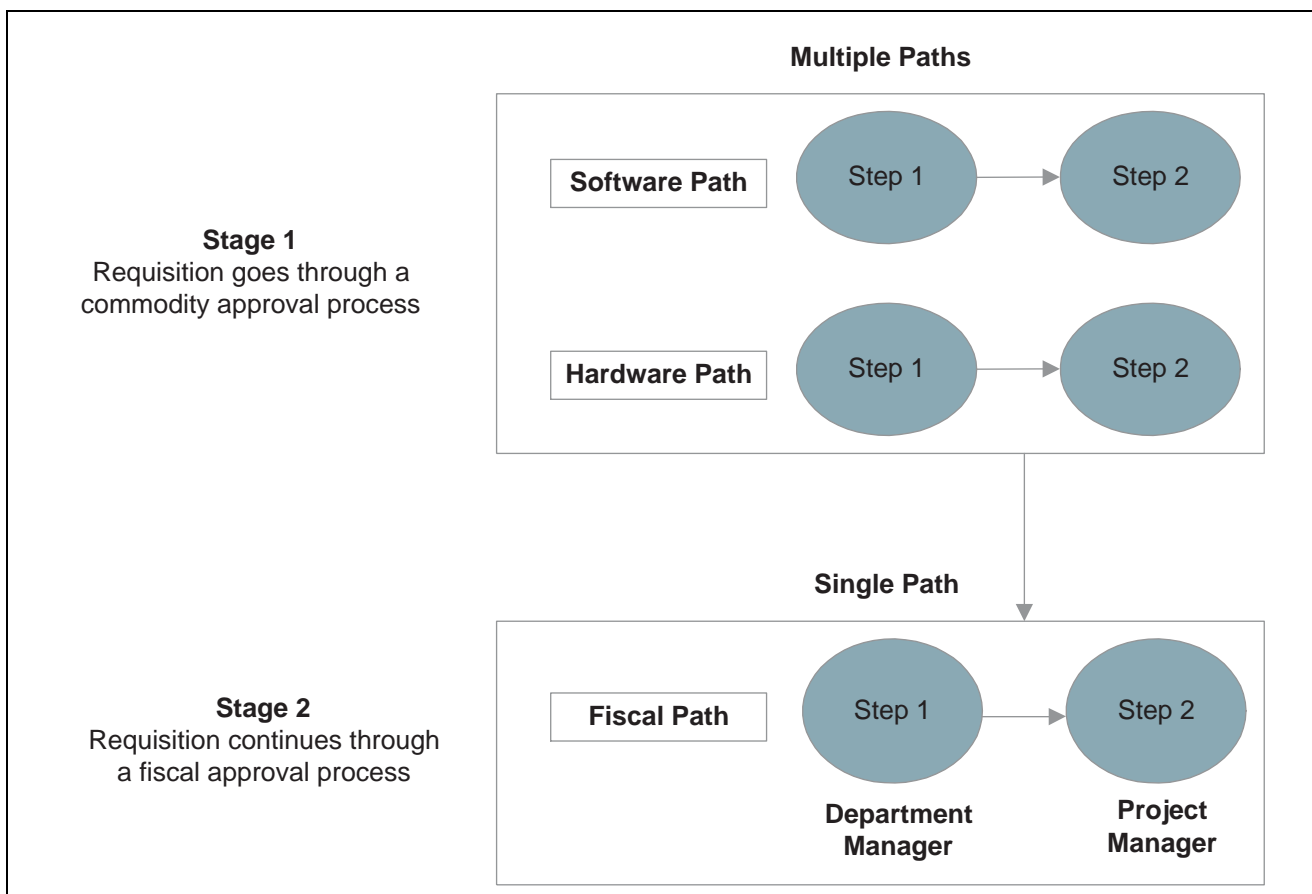 Multiple Paths
Software Path
Step 1
Step 2
Stage 1
Requisition goes through a
commodity approval process
Hardware Path
Step 1
Step 2
Single Path
Stage 2
Requisition continues through
a fiscal approval process
Fiscal Path
Step 1
Step 2
Department
Manager
Project
Manager